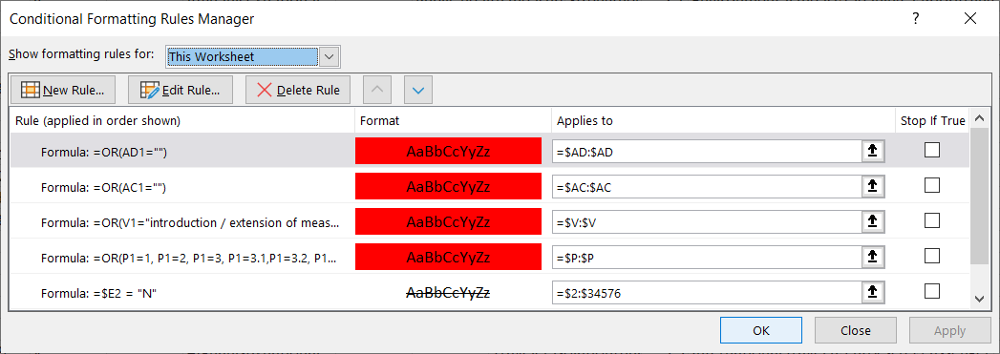 Conditional Formatting Rules Manager
?
Show formatting rules for: This Worksheet
New Rule... Edit Rule... Delete Rule
Rule (applied in order shown) Format Applies to Stop If True
Formula: =OR(AD1="") AaBbCcYyZz =$AD:$AD
Formula: =OR(AC1="") AaBbCcYyZz =$AC:$AC
Formula: =OR(V1="introduction / extension of meas... AaBbCcYyZz =$V:$V
Formula: =OR(P1=1, P1=2, P1=3, P1=3.1,P1=3.2, P1... AaBbCcYyZz =$P:$P
Formula: =$E2 = "N" AaBbCcYyZz =$2:$34576
OK Close Apply